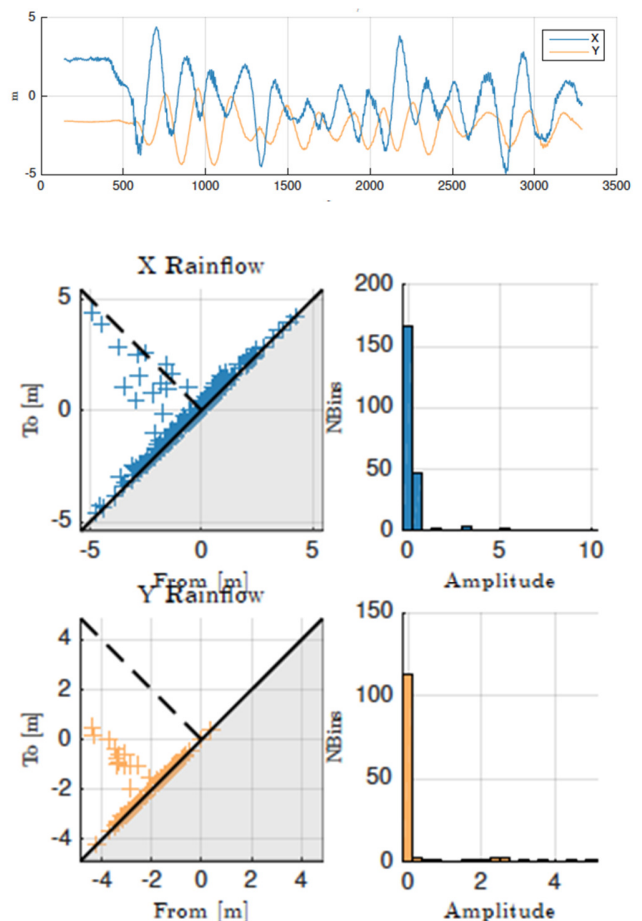 5
X
Y
m
0
-5
0 500 1000 1500 2000 2500 3000 3500
X Rainflow
5
0
-5
To [m]
-5 0 5
From [m]
200
150
100
50
0
NBins
0 5 10
Amplitude
Y Rainflow
4
2
0
-2
-4
To [m]
-4 -2 0 2 4
From [m]
150
100
50
0
NBins
0 2 4
Amplitude